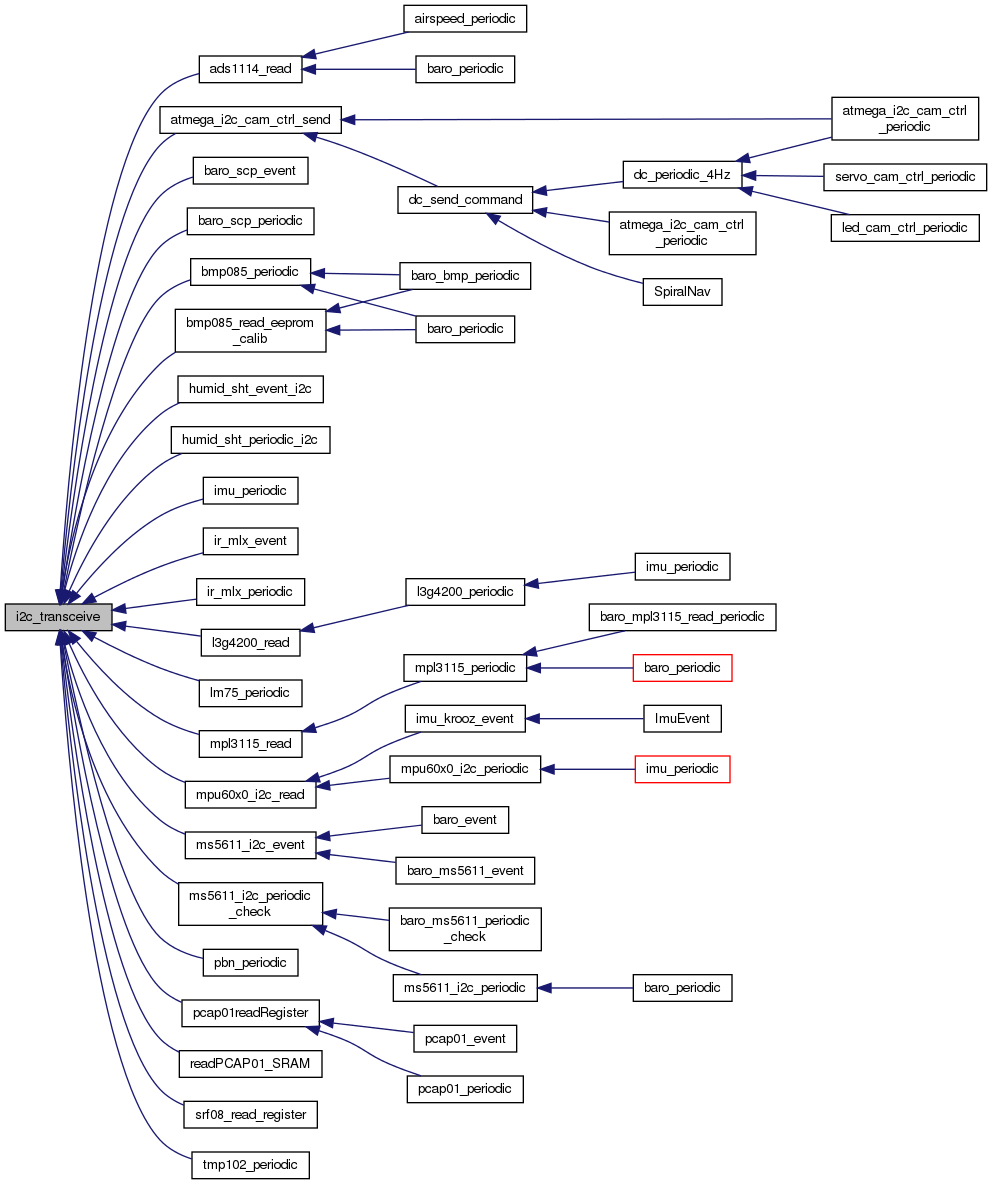 airspeed_periodic
ads1114_read
baro_periodic
atmega_i2c_cam_ctrl_send
atmega_i2c_cam_ctrl
_periodic
baro_scp_event
dc_periodic_4Hz
servo_cam_ctrl_periodic
dc_send_command
baro_scp_periodic
atmega_i2c_cam_ctrl
_periodic
led_cam_ctrl_periodic
bmp085_periodic
baro_bmp_periodic
SpiralNav
bmp085_read_eeprom
_calib
baro_periodic
humid_sht_event_i2c
humid_sht_periodic_i2c
imu_periodic
ir_mlx_event
imu_periodic
ir_mlx_periodic
l3g4200_periodic
i2c_transceive
baro_mpl3115_read_periodic
l3g4200_read
mpl3115_periodic
baro_periodic
lm75_periodic
imu_krooz_event
ImuEvent
mpl3115_read
mpu60x0_i2c_periodic
imu_periodic
mpu60x0_i2c_read
baro_event
ms5611_i2c_event
baro_ms5611_event
ms5611_i2c_periodic
_check
baro_ms5611_periodic
_check
pbn_periodic
ms5611_i2c_periodic
baro_periodic
pcap01readRegister
pcap01_event
readPCAP01_SRAM
pcap01_periodic
srf08_read_register
tmp102_periodic